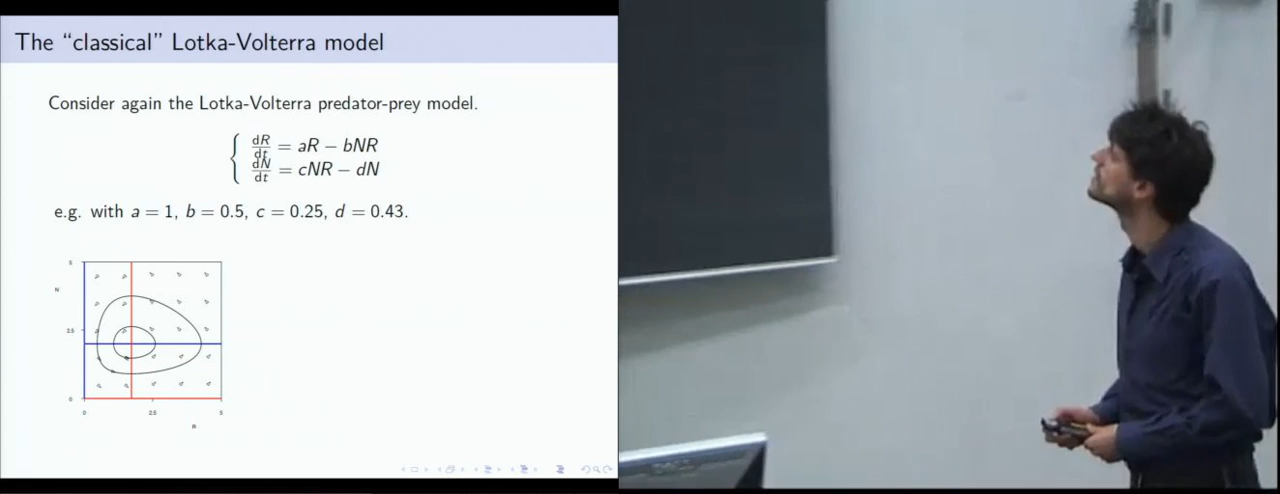 The “classical” Lotka-Volterra model
Consider again the Lotka-Volterra predator-prey model.
dR/dt = aR − bNR
dN/dt = cNR − dN
e.g. with a = 1, b = 0.5, c = 0.25, d = 0.43.
5
N
2.5
0
0 2.5 5
R